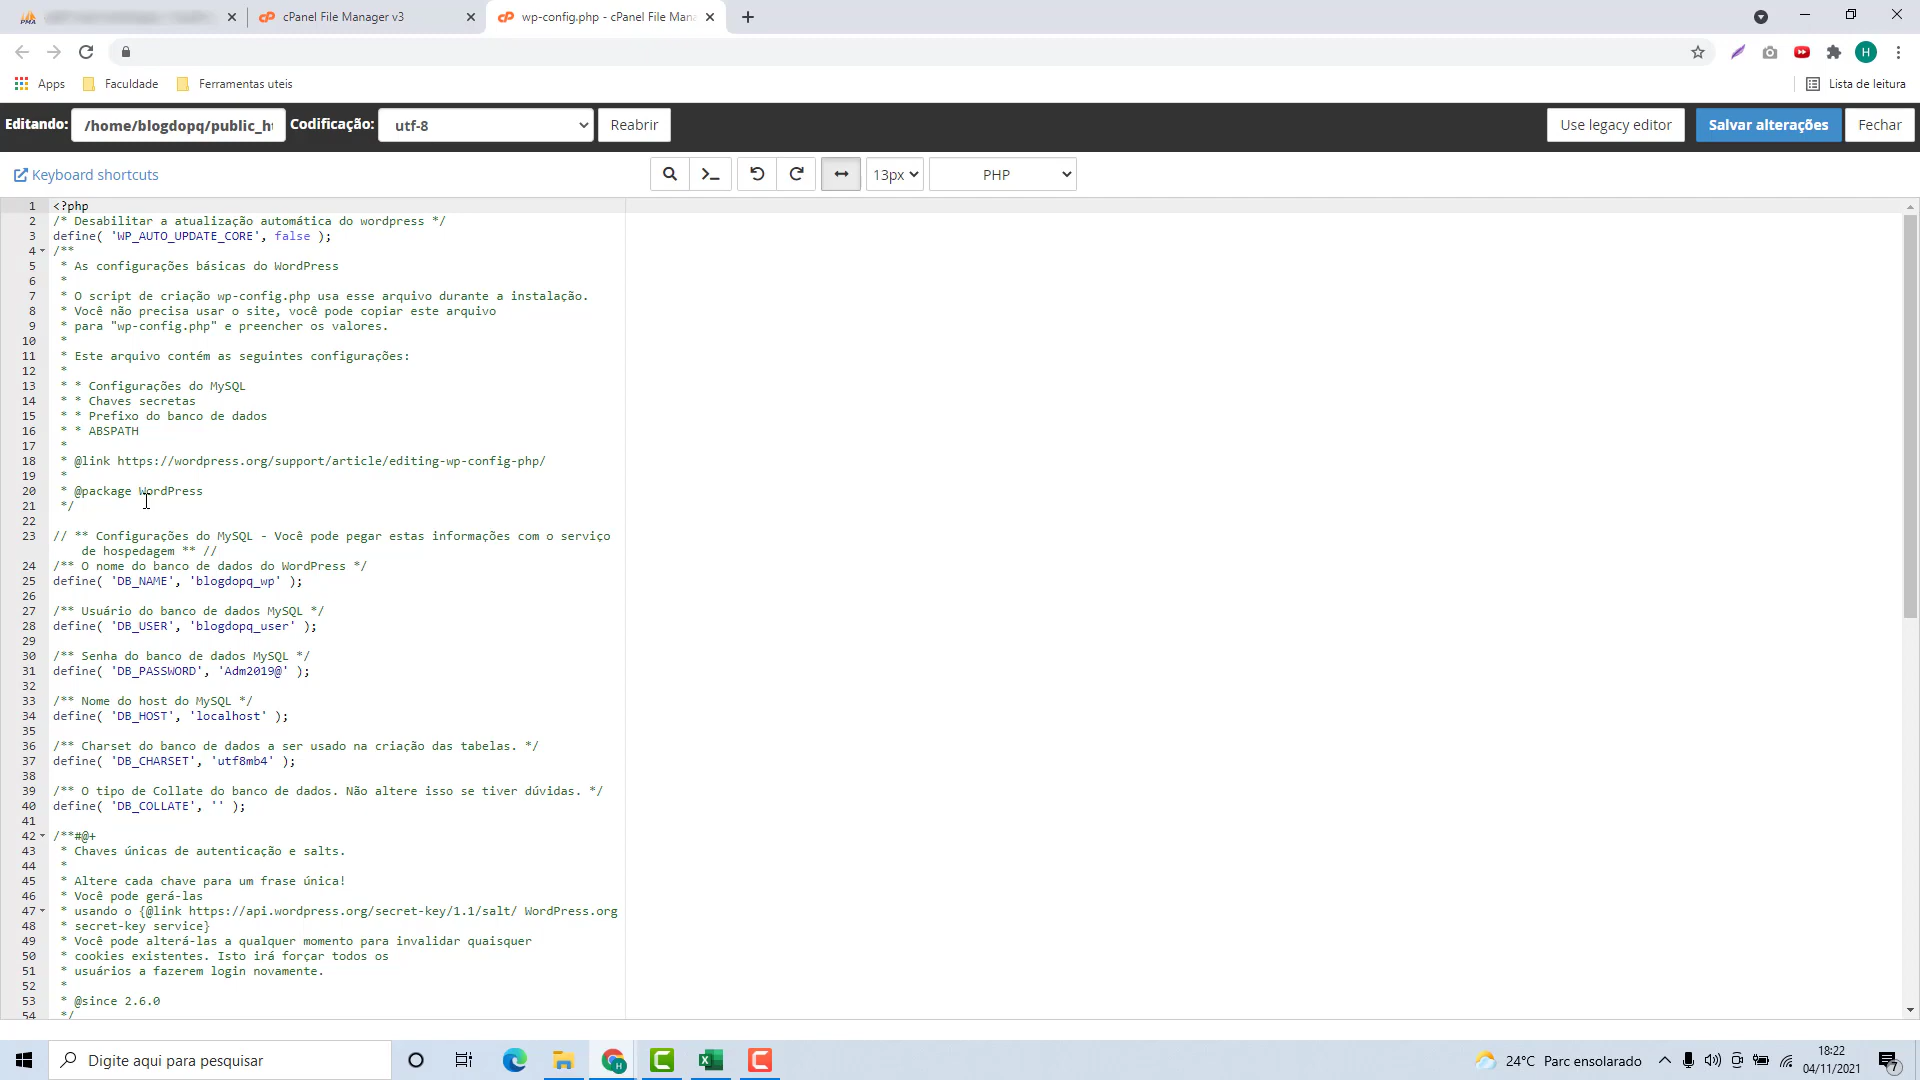 cPanel File Manager v3
wp-config.php - cPanel File Man
H
Apps
Faculdade
Ferramentas uteis
Lista de leitura
Editando:
/home/blogdopq/public_ht
Codificação:
utf-8
Reabrir
Use legacy editor
Salvar alterações
Fechar
Keyboard shortcuts
13px
PHP
1 <?php
2 /* Desabilitar a atualização automática do wordpress */
3 define( 'WP_AUTO_UPDATE_CORE', false );
4 /**
5 * As configurações básicas do WordPress
6 *
7 * O script de criação wp-config.php usa esse arquivo durante a instalação.
8 * Você não precisa usar o site, você pode copiar este arquivo
9 * para "wp-config.php" e preencher os valores.
10 *
11 * Este arquivo contém as seguintes configurações:
12 *
13 * * Configurações do MySQL
14 * * Chaves secretas
15 * * Prefixo do banco de dados
16 * * ABSPATH
17 *
18 * @link https://wordpress.org/support/article/editing-wp-config-php/
19 *
20 * @package WordPress
21 */
22
23 // ** Configurações do MySQL - Você pode pegar estas informações com o serviço
de hospedagem ** //
24 /** O nome do banco de dados do WordPress */
25 define( 'DB_NAME', 'blogdopq_wp' );
26
27 /** Usuário do banco de dados MySQL */
28 define( 'DB_USER', 'blogdopq_user' );
29
30 /** Senha do banco de dados MySQL */
31 define( 'DB_PASSWORD', 'Adm2019@' );
32
33 /** Nome do host do MySQL */
34 define( 'DB_HOST', 'localhost' );
35
36 /** Charset do banco de dados a ser usado na criação das tabelas. */
37 define( 'DB_CHARSET', 'utf8mb4' );
38
39 /** O tipo de Collate do banco de dados. Não altere isso se tiver dúvidas. */
40 define( 'DB_COLLATE', '' );
41
42 /**#@+
43 * Chaves únicas de autenticação e salts.
44 *
45 * Altere cada chave para um frase única!
46 * Você pode gerá-las
47 * usando o {@link https://api.wordpress.org/secret-key/1.1/salt/ WordPress.org
48 * secret-key service}
49 * Você pode alterá-las a qualquer momento para invalidar quaisquer
50 * cookies existentes. Isto irá forçar todos os
51 * usuários a fazerem login novamente.
52 *
53 * @since 2.6.0
54 */
Digite aqui para pesquisar
24°C Parc ensolarado
18:22
04/11/2021
7